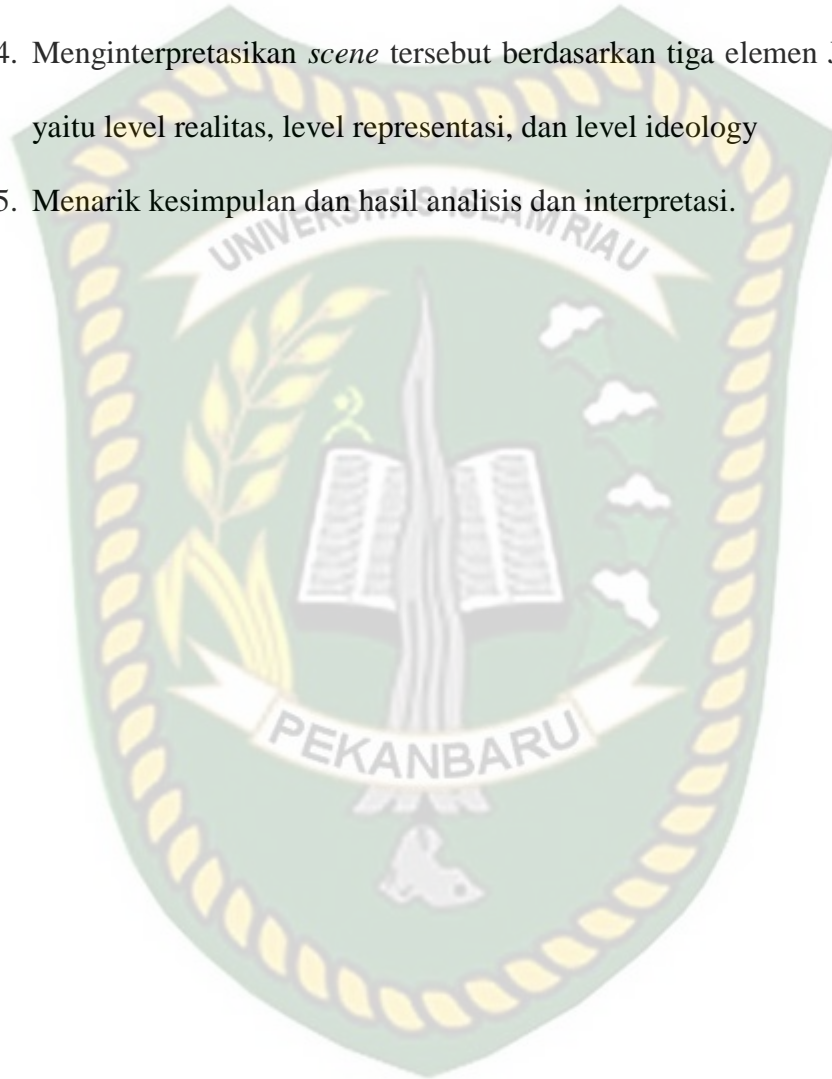 4. Menginterpretasikan scene tersebut berdasarkan tiga elemen
yaitu level realitas, level representasi, dan level ideology
5. Menarik kesimpulan dan hasil analisis dan interpretasi.
UNIVERSITAS ISLAM RIAU
PEKANBARU